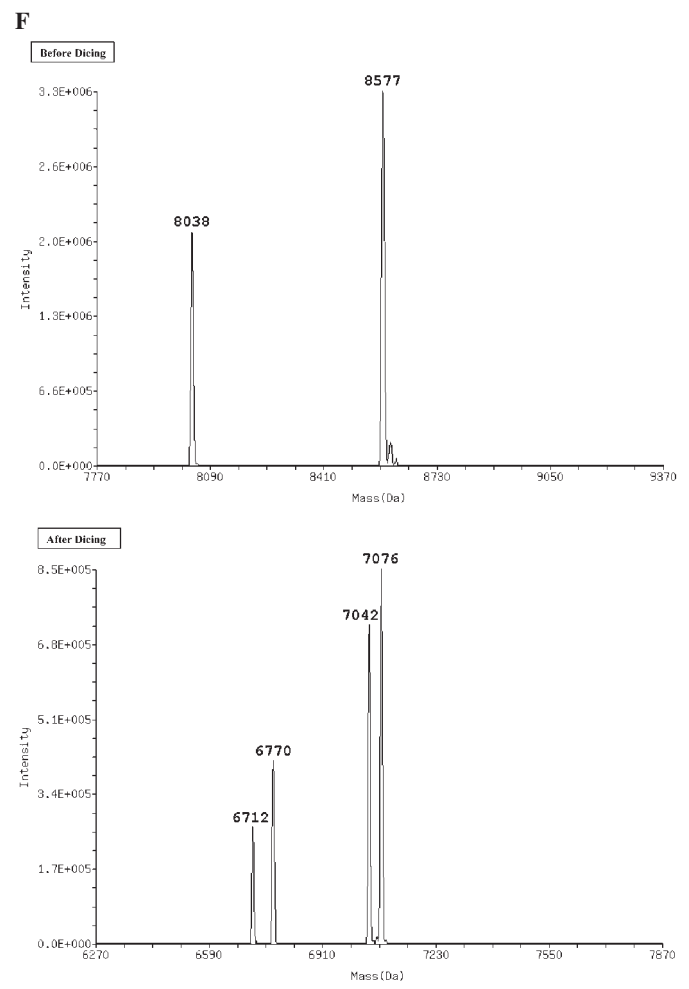 F
Before Dicing
8577
3.3E+006
2.6E+006
8038
2.0E+006
Intensity
1.3E+006
6.6E+005
0.0E+000
7770 8090 8410 8730 9050 9370
Mass(Da)
After Dicing
7076
8.5E+005
7042
6.8E+005
5.1E+005
6770
Intensity
3.4E+005
6712
1.7E+005
0.0E+000
6270 6590 6910 7230 7550 7870
Mass(Da)